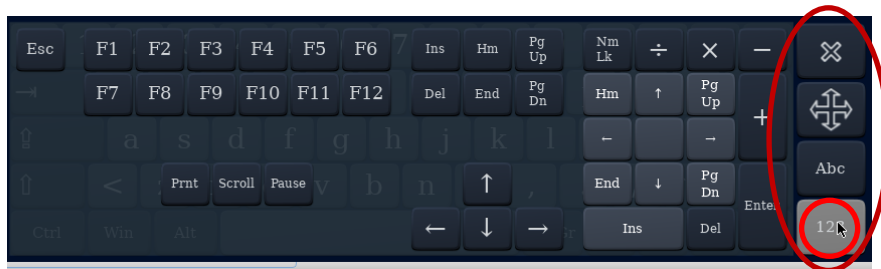 Esc F1 F2 F3 F4 F5 F6 7 Ins Hm Pg Up Nm Lk ÷ × −
F7 F8 F9 F10 F11 F12 Del End Pg Dn Hm ↑ Pg Up +
a s d f g h j k l ← → Abc
< Prnt Scroll Pause v b n ↑ , End ↓ Pg Dn Enter
Ctrl Win Alt ← ↓ → Ins Del